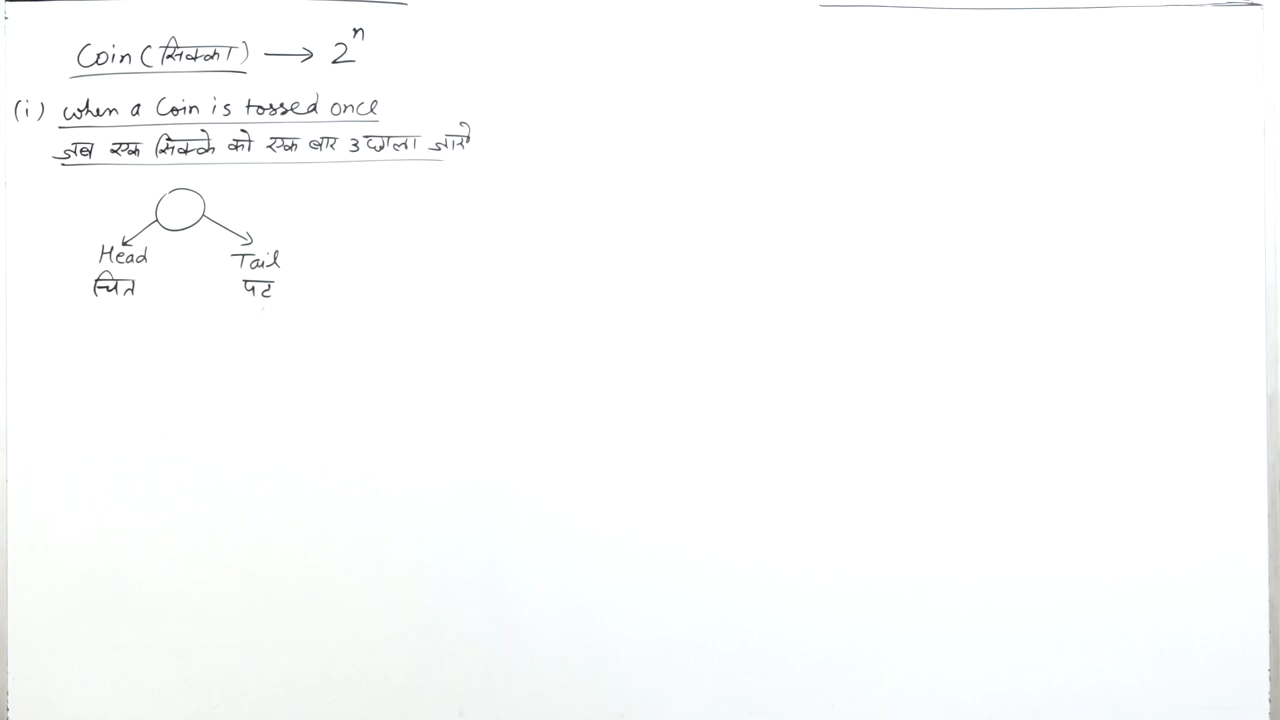 Coin (सिक्का) → 2ⁿ
(i) when a Coin is tossed once
जब एक सिक्के को एक बार उछाला जाये
Head Tail
चित पट